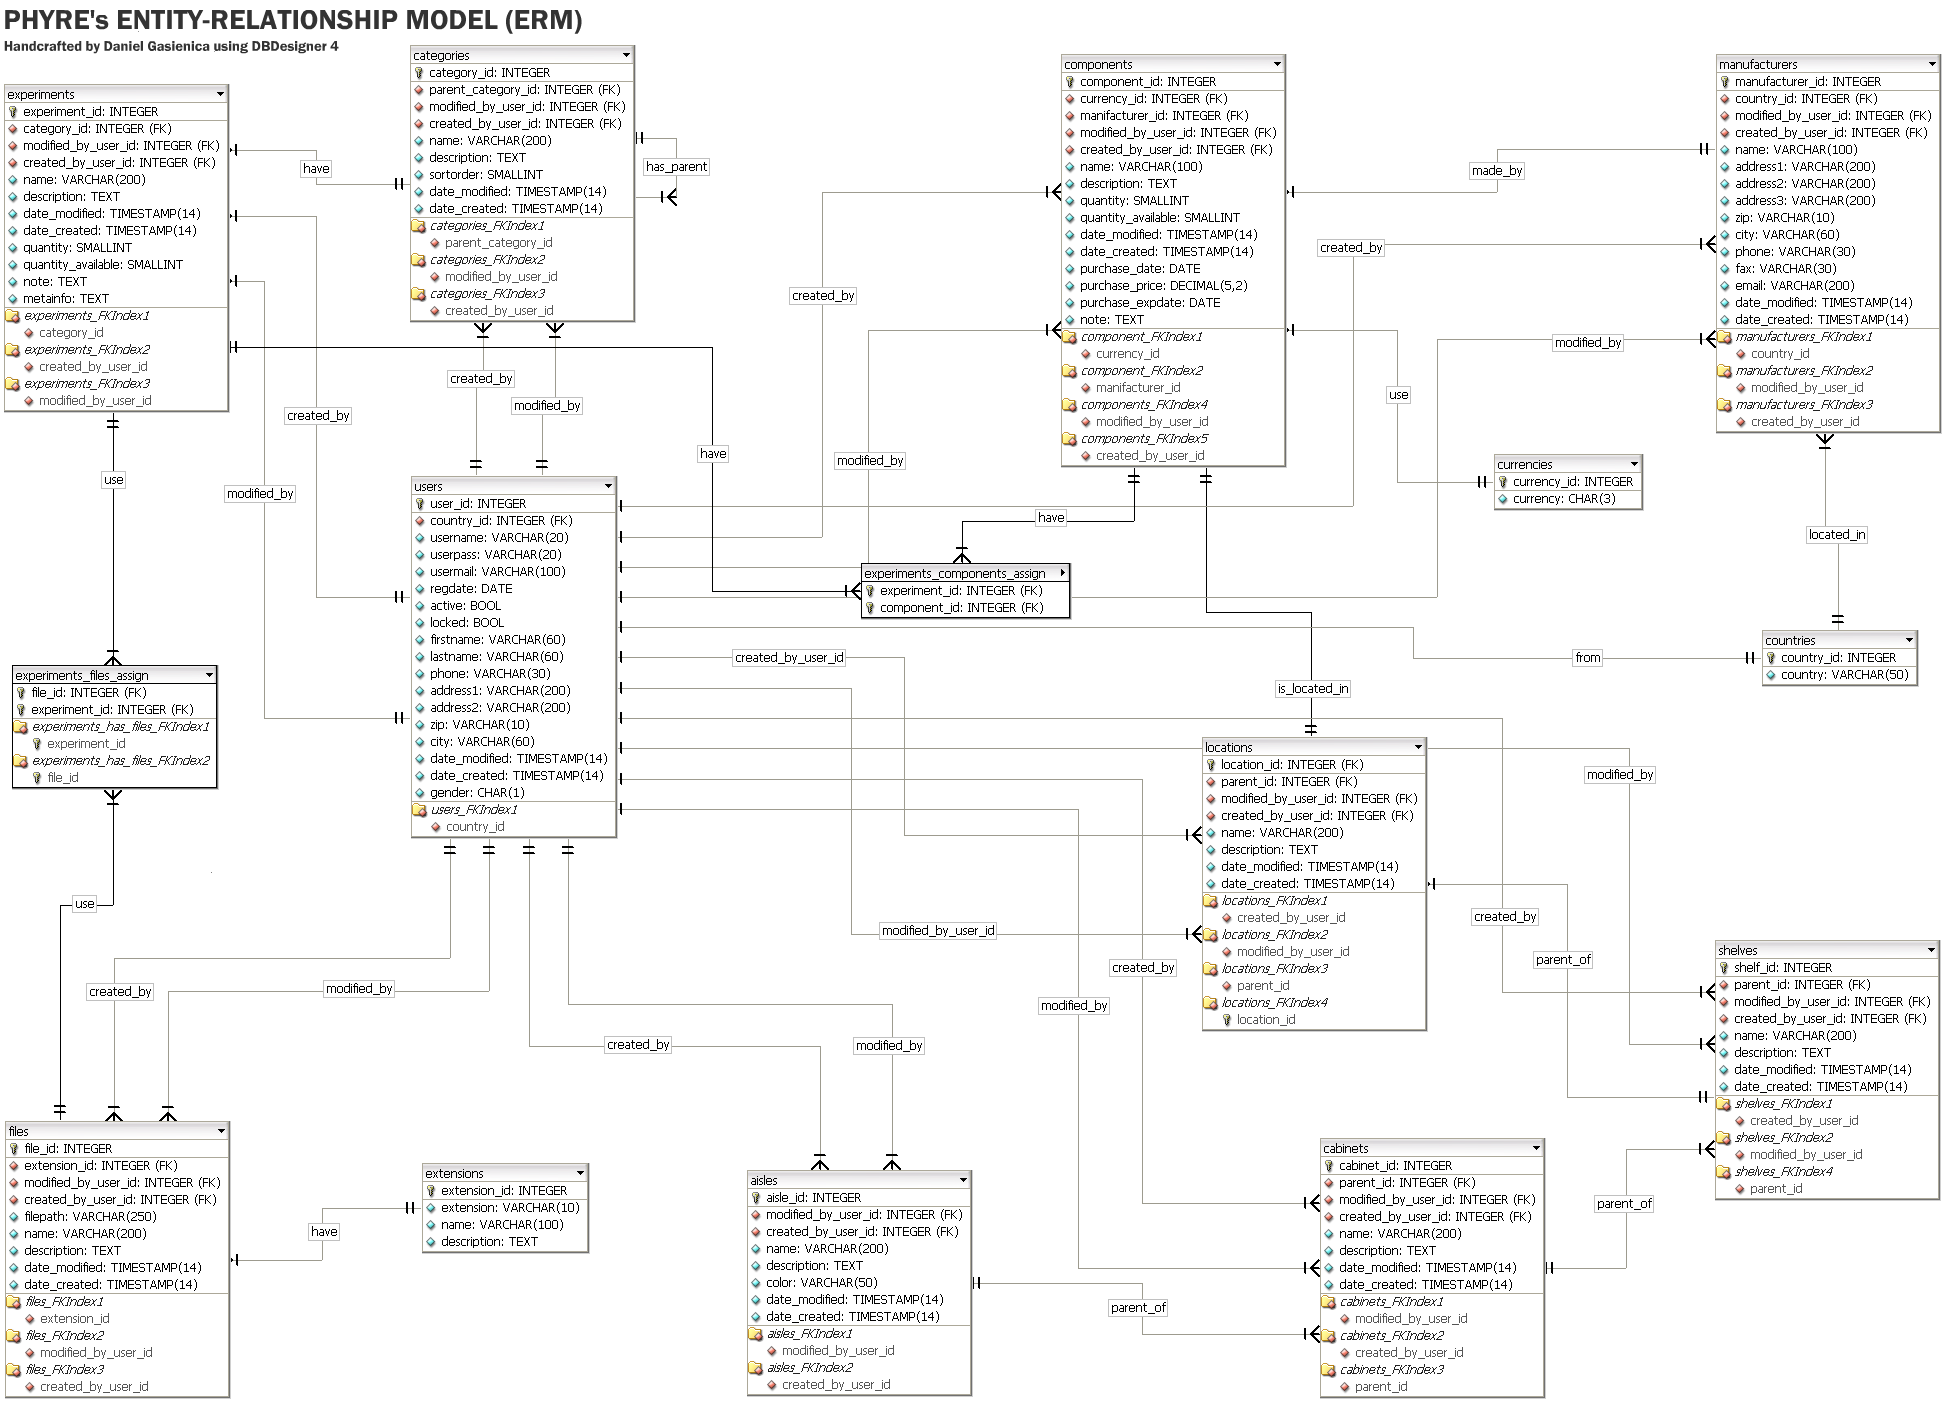 PHYRE's ENTITY-RELATIONSHIP MODEL (ERM)
Handcrafted by Daniel Gasienica using DBDesigner 4
experiments
experiment_id: INTEGER
category_id: INTEGER (FK)
modified_by_user_id: INTEGER (FK)
created_by_user_id: INTEGER (FK)
name: VARCHAR(200)
description: TEXT
date_modified: TIMESTAMP(14)
date_created: TIMESTAMP(14)
quantity: SMALLINT
quantity_available: SMALLINT
note: TEXT
metainfo: TEXT
experiments_FKIndex1
category_id
experiments_FKIndex2
created_by_user_id
experiments_FKIndex3
modified_by_user_id
have
created_by
modified_by
use
categories
category_id: INTEGER
parent_category_id: INTEGER (FK)
modified_by_user_id: INTEGER (FK)
created_by_user_id: INTEGER (FK)
name: VARCHAR(200)
description: TEXT
sortorder: SMALLINT
date_modified: TIMESTAMP(14)
date_created: TIMESTAMP(14)
categories_FKIndex1
parent_category_id
categories_FKIndex2
modified_by_user_id
categories_FKIndex3
created_by_user_id
has_parent
created_by
modified_by
have
components
component_id: INTEGER
currency_id: INTEGER (FK)
manifacturer_id: INTEGER (FK)
modified_by_user_id: INTEGER (FK)
created_by_user_id: INTEGER (FK)
name: VARCHAR(100)
description: TEXT
quantity: SMALLINT
quantity_available: SMALLINT
date_modified: TIMESTAMP(14)
date_created: TIMESTAMP(14)
purchase_date: DATE
purchase_price: DECIMAL(5,2)
purchase_expdate: DATE
note: TEXT
component_FKIndex1
currency_id
component_FKIndex2
manifacturer_id
components_FKIndex4
modified_by_user_id
components_FKIndex5
created_by_user_id
created_by
modified_by
have
made_by
created_by
modified_by
use
manufacturers
manufacturer_id: INTEGER
country_id: INTEGER (FK)
modified_by_user_id: INTEGER (FK)
created_by_user_id: INTEGER (FK)
name: VARCHAR(100)
address1: VARCHAR(200)
address2: VARCHAR(200)
address3: VARCHAR(200)
zip: VARCHAR(10)
city: VARCHAR(60)
phone: VARCHAR(30)
fax: VARCHAR(30)
email: VARCHAR(200)
date_modified: TIMESTAMP(14)
date_created: TIMESTAMP(14)
manufacturers_FKIndex1
country_id
manufacturers_FKIndex2
modified_by_user_id
manufacturers_FKIndex3
created_by_user_id
currencies
currency_id: INTEGER
currency: CHAR(3)
located_in
countries
country_id: INTEGER
country: VARCHAR(50)
from
users
user_id: INTEGER
country_id: INTEGER (FK)
username: VARCHAR(20)
userpass: VARCHAR(20)
usermail: VARCHAR(100)
regdate: DATE
active: BOOL
locked: BOOL
firstname: VARCHAR(60)
lastname: VARCHAR(60)
phone: VARCHAR(30)
address1: VARCHAR(200)
address2: VARCHAR(200)
zip: VARCHAR(10)
city: VARCHAR(60)
date_modified: TIMESTAMP(14)
date_created: TIMESTAMP(14)
gender: CHAR(1)
users_FKIndex1
country_id
experiments_components_assign
experiment_id: INTEGER (FK)
component_id: INTEGER (FK)
created_by_user_id
modified_by_user_id
is_located_in
experiments_files_assign
file_id: INTEGER (FK)
experiment_id: INTEGER (FK)
experiments_has_files_FKIndex1
experiment_id
experiments_has_files_FKIndex2
file_id
use
created_by
modified_by
locations
location_id: INTEGER (FK)
parent_id: INTEGER (FK)
modified_by_user_id: INTEGER (FK)
created_by_user_id: INTEGER (FK)
name: VARCHAR(200)
description: TEXT
date_modified: TIMESTAMP(14)
date_created: TIMESTAMP(14)
locations_FKIndex1
created_by_user_id
locations_FKIndex2
modified_by_user_id
locations_FKIndex3
parent_id
locations_FKIndex4
location_id
modified_by
created_by
parent_of
shelves
shelf_id: INTEGER
parent_id: INTEGER (FK)
modified_by_user_id: INTEGER (FK)
created_by_user_id: INTEGER (FK)
name: VARCHAR(200)
description: TEXT
date_modified: TIMESTAMP(14)
date_created: TIMESTAMP(14)
shelves_FKIndex1
created_by_user_id
shelves_FKIndex2
modified_by_user_id
shelves_FKIndex4
parent_id
created_by
modified_by
created_by
modified_by
files
file_id: INTEGER
extension_id: INTEGER (FK)
modified_by_user_id: INTEGER (FK)
created_by_user_id: INTEGER (FK)
filepath: VARCHAR(250)
name: VARCHAR(200)
description: TEXT
date_modified: TIMESTAMP(14)
date_created: TIMESTAMP(14)
files_FKIndex1
extension_id
files_FKIndex2
modified_by_user_id
files_FKIndex3
created_by_user_id
have
extensions
extension_id: INTEGER
extension: VARCHAR(10)
name: VARCHAR(100)
description: TEXT
aisles
aisle_id: INTEGER
modified_by_user_id: INTEGER (FK)
created_by_user_id: INTEGER (FK)
name: VARCHAR(200)
description: TEXT
color: VARCHAR(50)
date_modified: TIMESTAMP(14)
date_created: TIMESTAMP(14)
aisles_FKIndex1
modified_by_user_id
aisles_FKIndex2
created_by_user_id
parent_of
cabinets
cabinet_id: INTEGER
parent_id: INTEGER (FK)
modified_by_user_id: INTEGER (FK)
created_by_user_id: INTEGER (FK)
name: VARCHAR(200)
description: TEXT
date_modified: TIMESTAMP(14)
date_created: TIMESTAMP(14)
cabinets_FKIndex1
modified_by_user_id
cabinets_FKIndex2
created_by_user_id
cabinets_FKIndex3
parent_id
parent_of